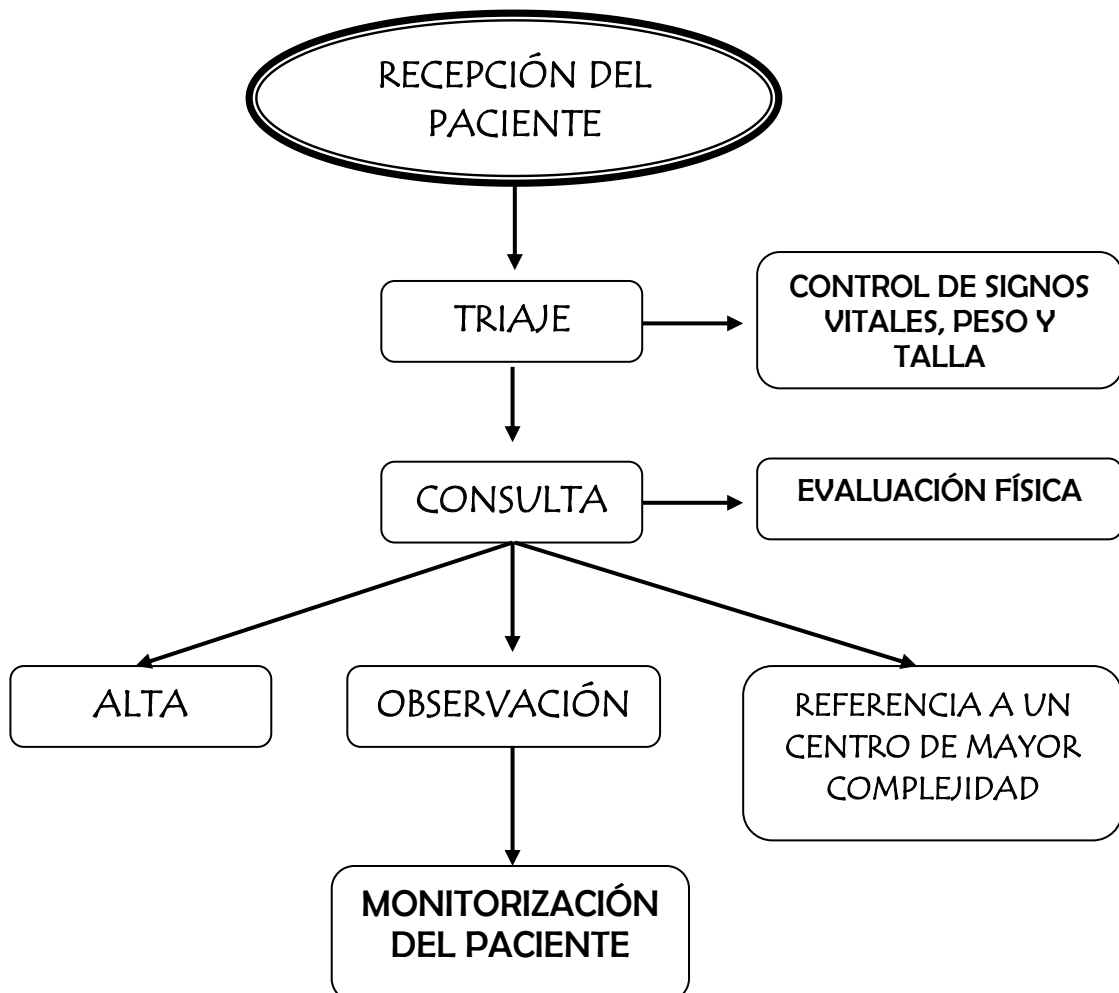 RECEPCIÓN DEL
PACIENTE
TRIAJE
CONTROL DE SIGNOS
VITALES, PESO Y
TALLA
CONSULTA
EVALUACIÓN FÍSICA
ALTA
OBSERVACIÓN
REFERENCIA A UN
CENTRO DE MAYOR
COMPLEJIDAD
MONITORIZACIÓN
DEL PACIENTE